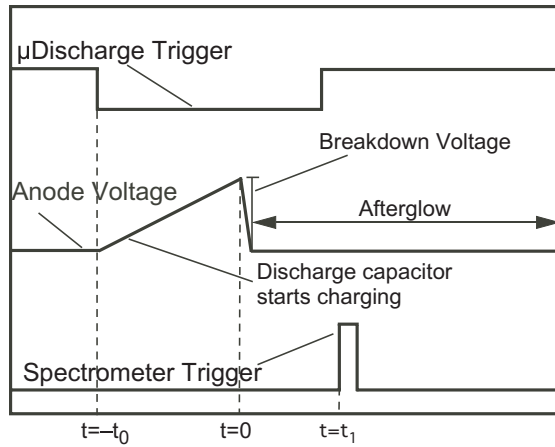 µDischarge Trigger
Breakdown Voltage
Anode Voltage
Afterglow
Discharge capacitor
starts charging
Spectrometer Trigger
t=–t0
t=0
t=t1